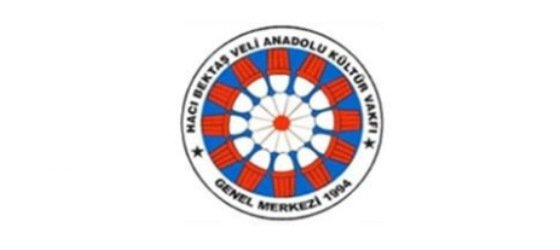 HACI BEKTAŞ VELİ ANADOLU KÜLTÜR VAKFI
GENEL MERKEZİ 1994